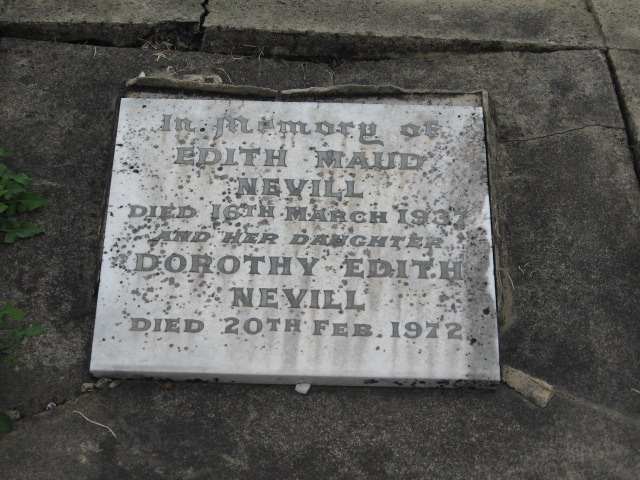 In Memory of
EDITH MAUD
NEVILL
DIED 16TH MARCH 1937
AND HER DAUGHTER
DOROTHY EDITH
NEVILL
DIED 20TH FEB. 1972